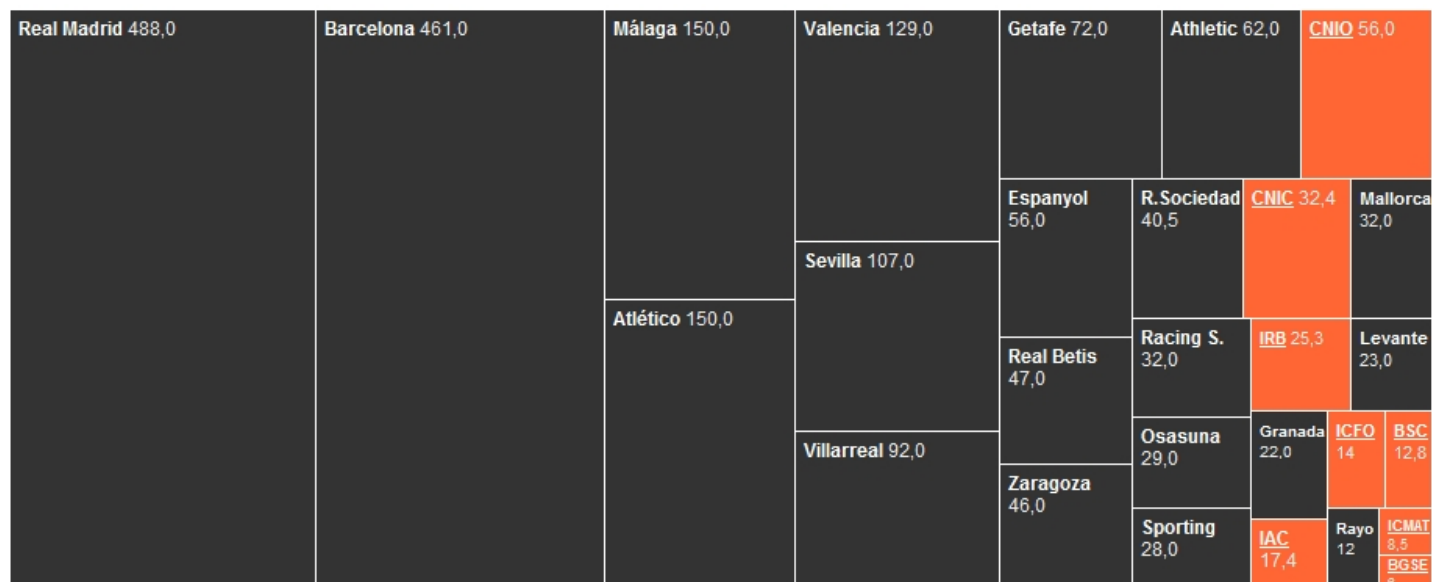 Real Madrid 488,0
Barcelona 461,0
Málaga 150,0
Valencia 129,0
Getafe 72,0
Athletic 62,0
CNIO 56,0
Espanyol
56,0
R.Sociedad
40,5
CNIC 32,4
Mallorca
32,0
Sevilla 107,0
Atlético 150,0
Racing S.
32,0
IRB 25,3
Levante
23,0
Real Betis
47,0
Osasuna
29,0
Granada
22,0
ICFO
14
BSC
12,8
Villarreal 92,0
Zaragoza
46,0
Sporting
28,0
IAC
17,4
Rayo
12
ICMAT
8,5
BGSE